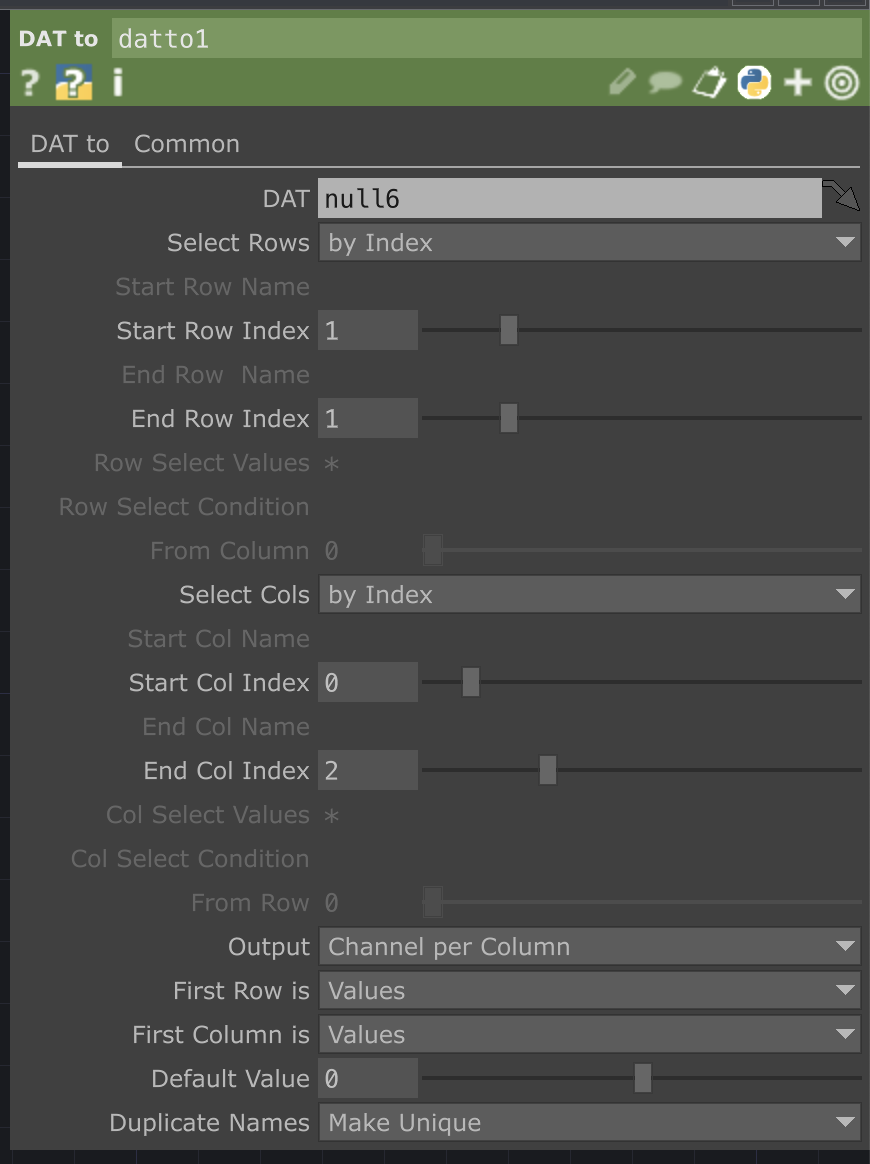 DAT to datto1
? ? i
DAT to Common
DAT null6
Select Rows by Index
Start Row Name
Start Row Index 1
End Row  Name
End Row Index 1
Row Select Values *
Row Select Condition
From Column 0
Select Cols by Index
Start Col Name
Start Col Index 0
End Col Name
End Col Index 2
Col Select Values *
Col Select Condition
From Row 0
Output Channel per Column
First Row is Values
First Column is Values
Default Value 0
Duplicate Names Make Unique